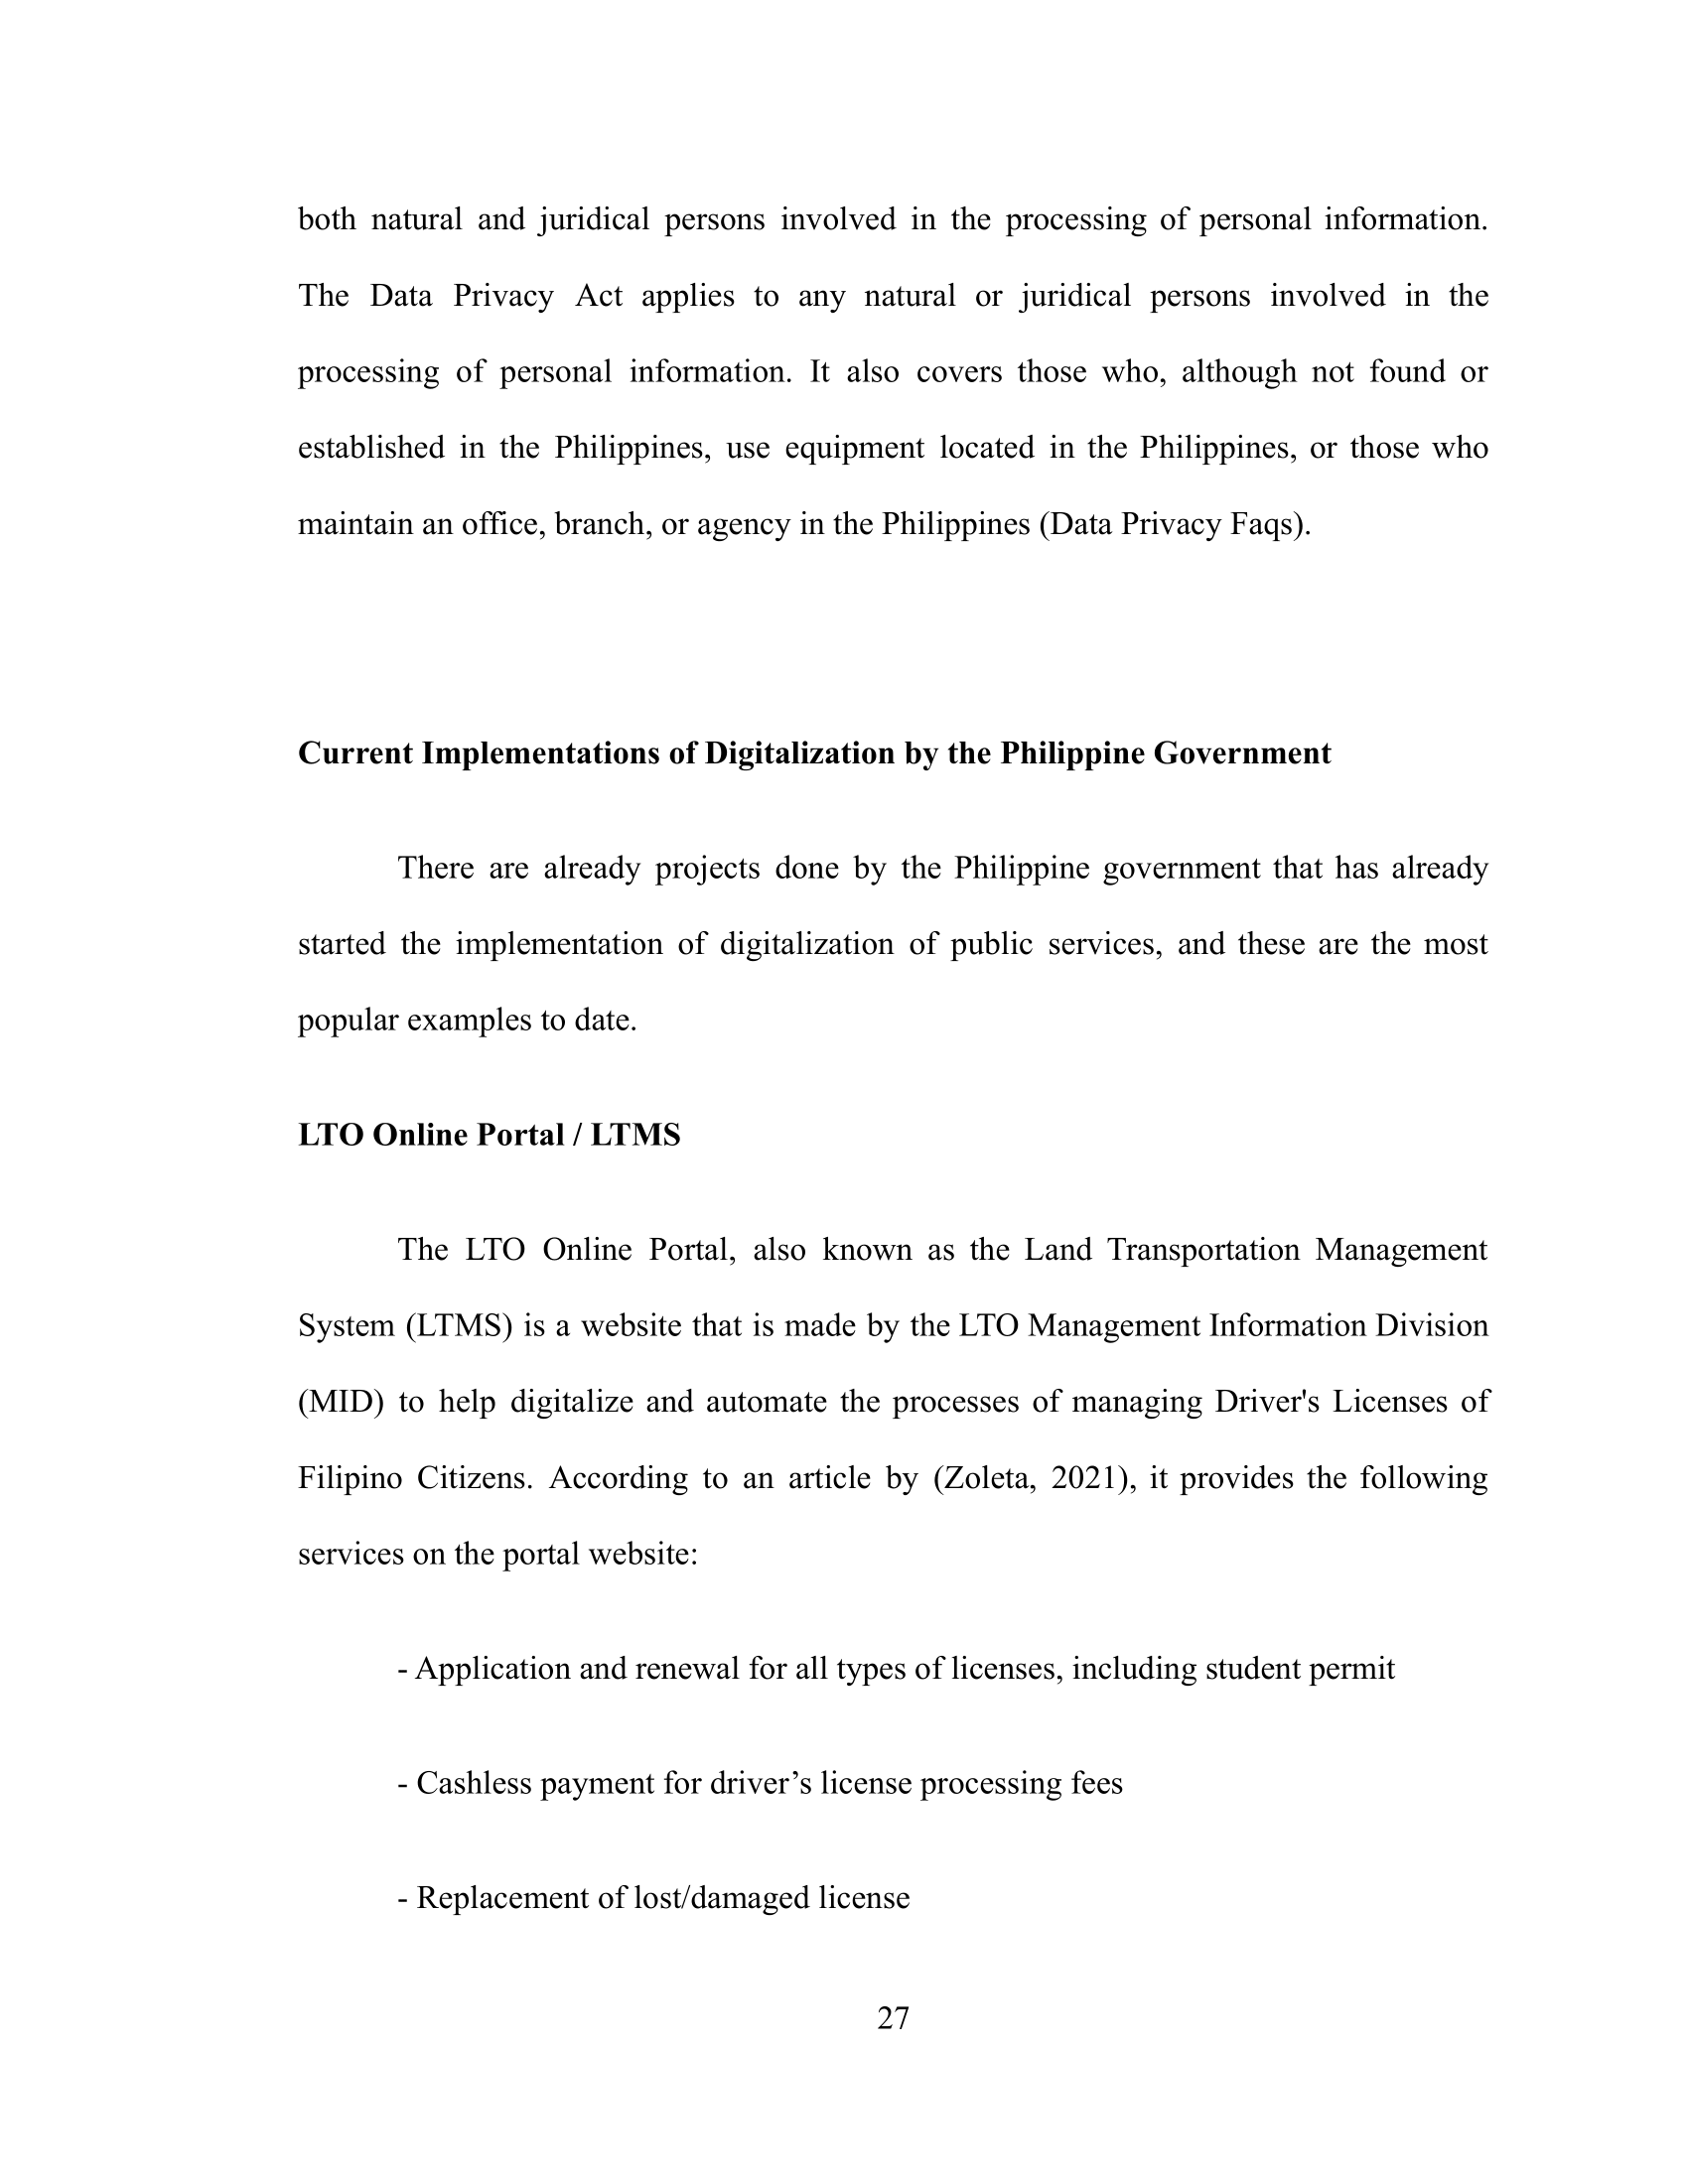 both natural and juridical persons involved in the processing of personal information.
The Data Privacy Act applies to any natural or juridical persons involved in the
processing of personal information. It also covers those who, although not found or
established in the Philippines, use equipment located in the Philippines, or those who
maintain an office, branch, or agency in the Philippines (Data Privacy Faqs).
Current Implementations of Digitalization by the Philippine Government
There are already projects done by the Philippine government that has already
started the implementation of digitalization of public services, and these are the most
popular examples to date.
LTO Online Portal / LTMS
The LTO Online Portal, also known as the Land Transportation Management
System (LTMS) is a website that is made by the LTO Management Information Division
(MID) to help digitalize and automate the processes of managing Driver's Licenses of
Filipino Citizens. According to an article by (Zoleta, 2021), it provides the following
services on the portal website:
- Application and renewal for all types of licenses, including student permit
- Cashless payment for driver’s license processing fees
- Replacement of lost/damaged license
27